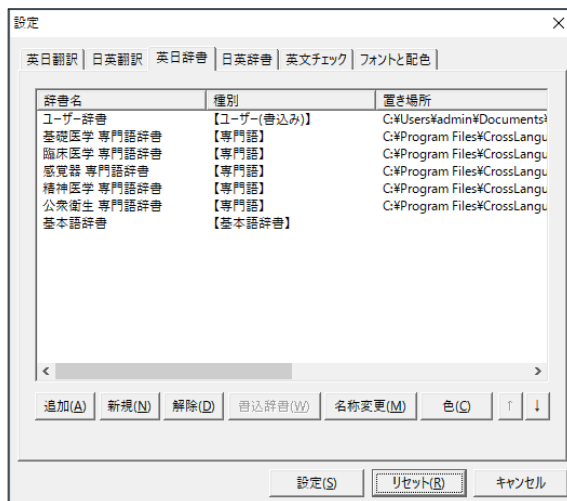 設定
英日翻訳 日英翻訳 英日辞書 日英辞書 英文チェック フォントと配色
辞書名 種別 置き場所
ユーザー辞書 【ユーザー(書込み)】 C:¥Users¥admin¥Documents¥
基礎医学 専門語辞書 【専門語】 C:¥Program Files¥CrossLangu
臨床医学 専門語辞書 【専門語】 C:¥Program Files¥CrossLangu
感覚器 専門語辞書 【専門語】 C:¥Program Files¥CrossLangu
精神医学 専門語辞書 【専門語】 C:¥Program Files¥CrossLangu
公衆衛生 専門語辞書 【専門語】 C:¥Program Files¥CrossLangu
基本語辞書 【基本語辞書】
追加(A) 新規(N) 解除(D) 書込辞書(W) 名称変更(M) 色(C) ↑ ↓
設定(S) リセット(R) キャンセル